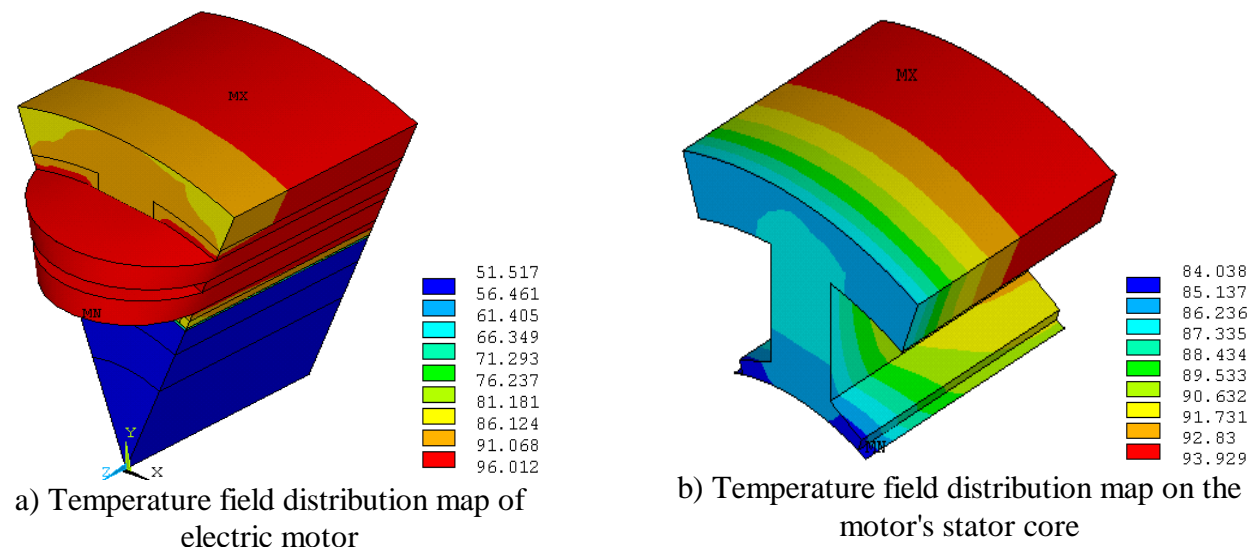 MX
MN
Y
Z
X
51.517
56.461
61.405
66.349
71.293
76.237
81.181
86.124
91.068
96.012
a) Temperature field distribution map of
electric motor
MX
MN
84.038
85.137
86.236
87.335
88.434
89.533
90.632
91.731
92.83
93.929
b) Temperature field distribution map on the
motor's stator core